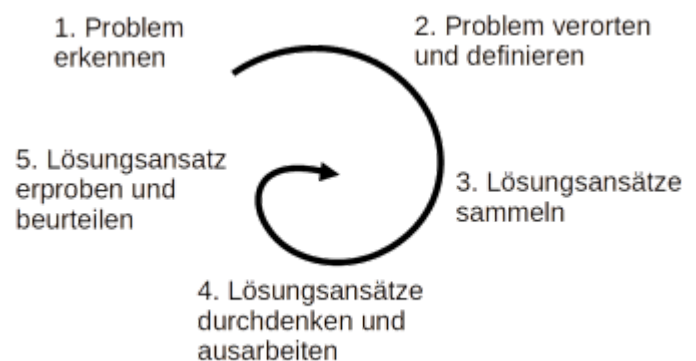 1. Problem
erkennen
2. Problem verorten
und definieren
3. Lösungsansätze
sammeln
4. Lösungsansätze
durchdenken und
ausarbeiten
5. Lösungsansatz
erproben und
beurteilen